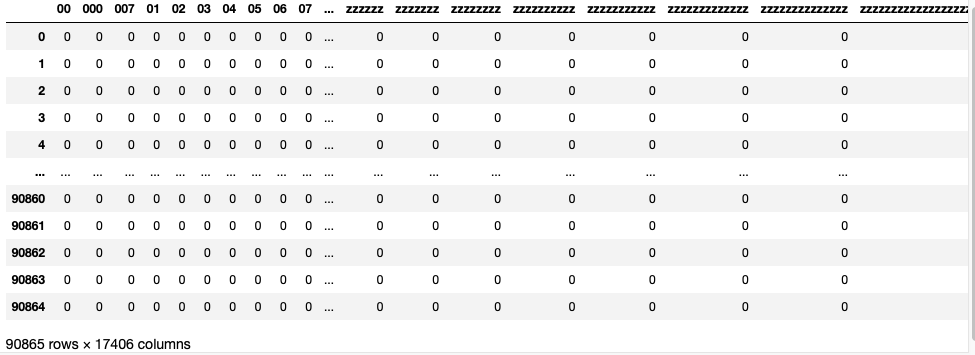 00 000 007 01 02 03 04 05 06 07 ... zzzzzz zzzzzzz zzzzzzzz zzzzzzzzzz zzzzzzzzzzz zzzzzzzzzzzzz zzzzzzzzzzzzzz
0 0 0 0 0 0 0 0 0 0 0 ... 0 0 0 0 0 0 0
1 0 0 0 0 0 0 0 0 0 0 ... 0 0 0 0 0 0 0
2 0 0 0 0 0 0 0 0 0 0 ... 0 0 0 0 0 0 0
3 0 0 0 0 0 0 0 0 0 0 ... 0 0 0 0 0 0 0
4 0 0 0 0 0 0 0 0 0 0 ... 0 0 0 0 0 0 0
... ... ... ... ... ... ... ... ... ... ... ... ... ... ... ... ... ... ...
90860 0 0 0 0 0 0 0 0 0 0 ... 0 0 0 0 0 0 0
90861 0 0 0 0 0 0 0 0 0 0 ... 0 0 0 0 0 0 0
90862 0 0 0 0 0 0 0 0 0 0 ... 0 0 0 0 0 0 0
90863 0 0 0 0 0 0 0 0 0 0 ... 0 0 0 0 0 0 0
90864 0 0 0 0 0 0 0 0 0 0 ... 0 0 0 0 0 0 0
90865 rows × 17406 columns